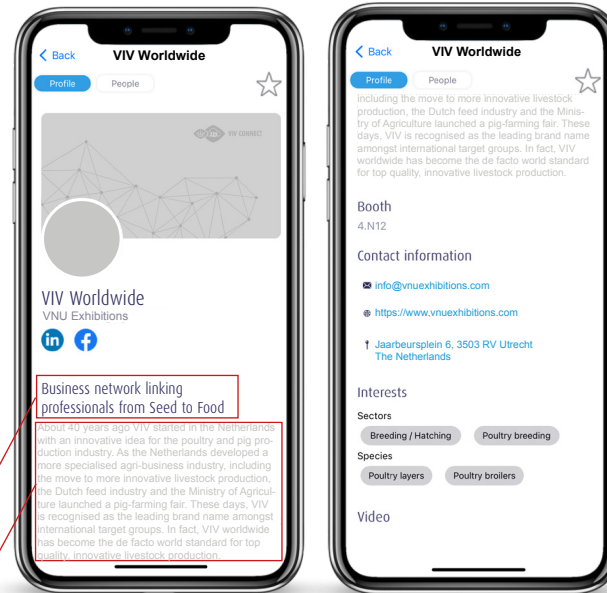 Back
VIV Worldwide
Profile
People
VIV CONNECT
VIV Worldwide
VNU Exhibitions
in
f
Business network linking
professionals from Seed to Food
About 40 years ago VIV started in the Netherlands
with an innovative idea for the poultry and pig pro-
duction industry. As the Netherlands developed a
more specialised agri-business industry, including
the move to more innovative livestock production,
the Dutch feed industry and the Ministry of Agricul-
ture launched a pig-farming fair. These days, VIV
is recognised as the leading brand name amongst
international target groups. In fact, VIV worldwide
has become the de facto world standard for top
quality, innovative livestock production.
Back
VIV Worldwide
Profile
People
including the move to more innovative livestock
production, the Dutch feed industry and the Minis-
try of Agriculture launched a pig-farming fair. These
days, VIV is recognised as the leading brand name
amongst international target groups. In fact, VIV
worldwide has become the de facto world standard
for top quality, innovative livestock production.
Booth
4.N12
Contact information
info@vnuexhibitions.com
https://www.vnuexhibitions.com
Jaarbeursplein 6, 3503 RV Utrecht
The Netherlands
Interests
Sectors
Breeding / Hatching
Poultry breeding
Species
Poultry layers
Poultry broilers
Video